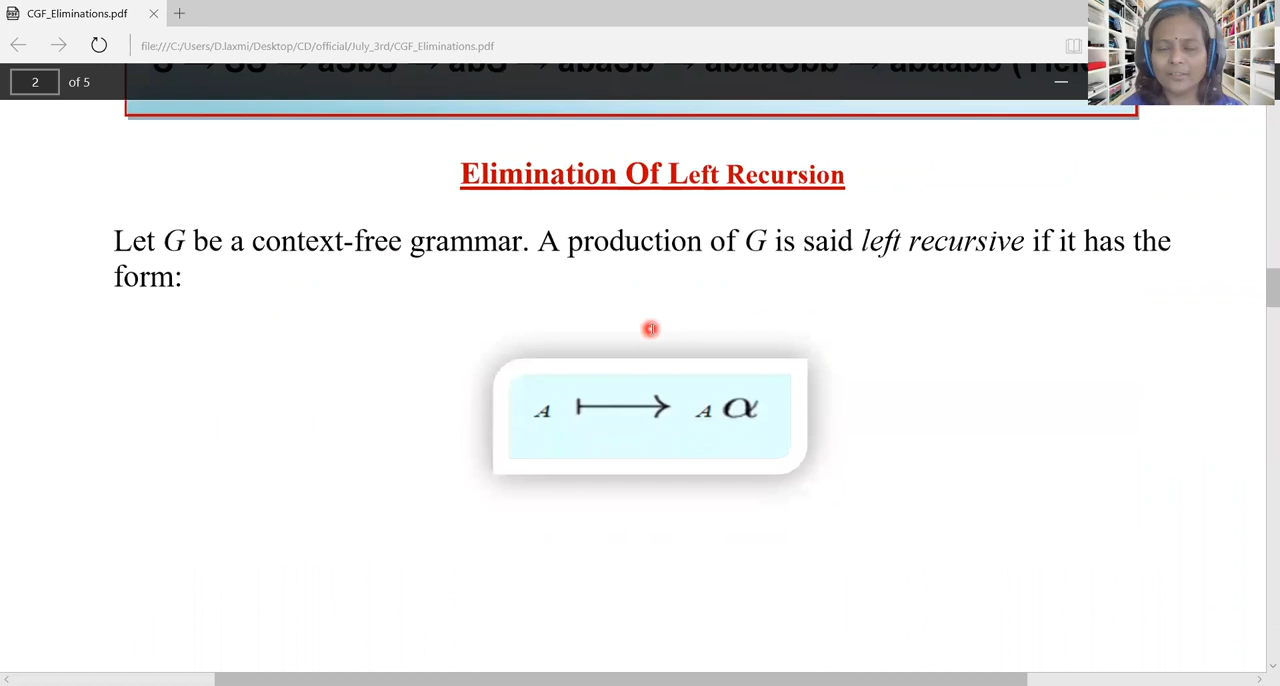 CGF_Eliminations.pdf
file:///C:/Users/D.laxmi/Desktop/CD/official/July_3rd/CGF_Eliminations.pdf
2 of 5
Elimination Of Left Recursion
Let G be a context-free grammar. A production of G is said left recursive if it has the
form:
A ⟼ A α